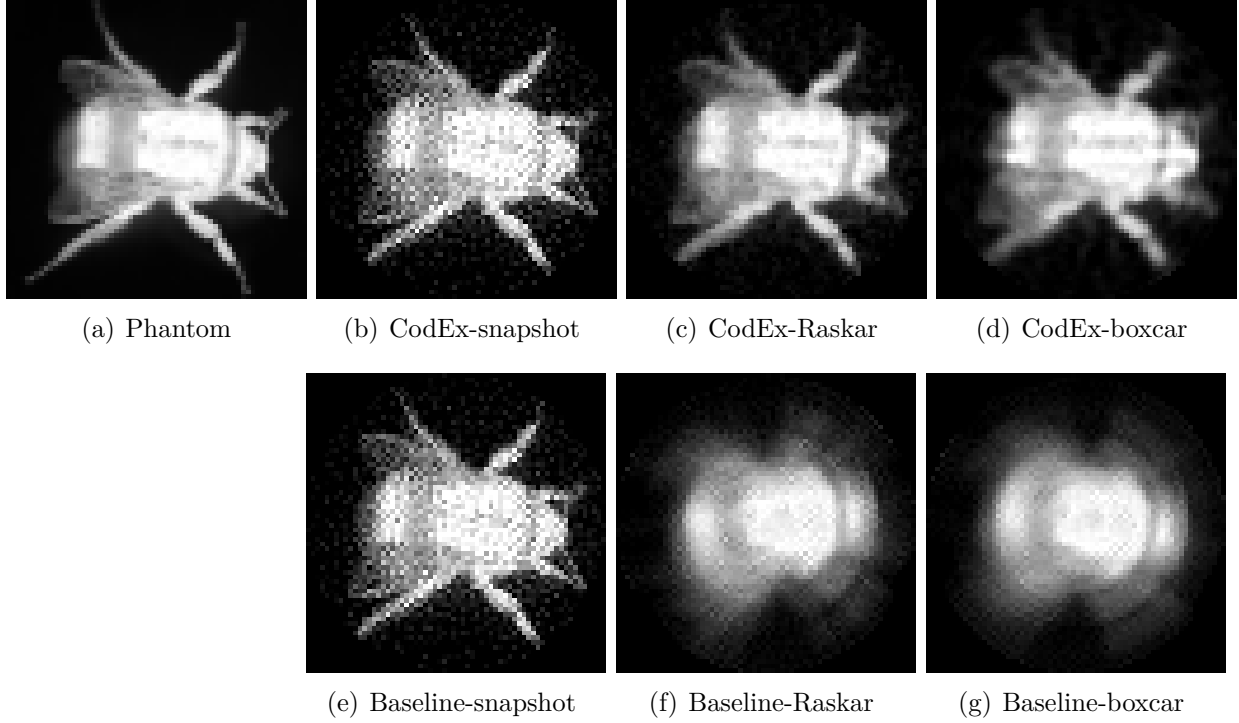 (a) Phantom
(b) CodEx-snapshot
(c) CodEx-Raskar
(d) CodEx-boxcar
(e) Baseline-snapshot
(f) Baseline-Raskar
(g) Baseline-boxcar